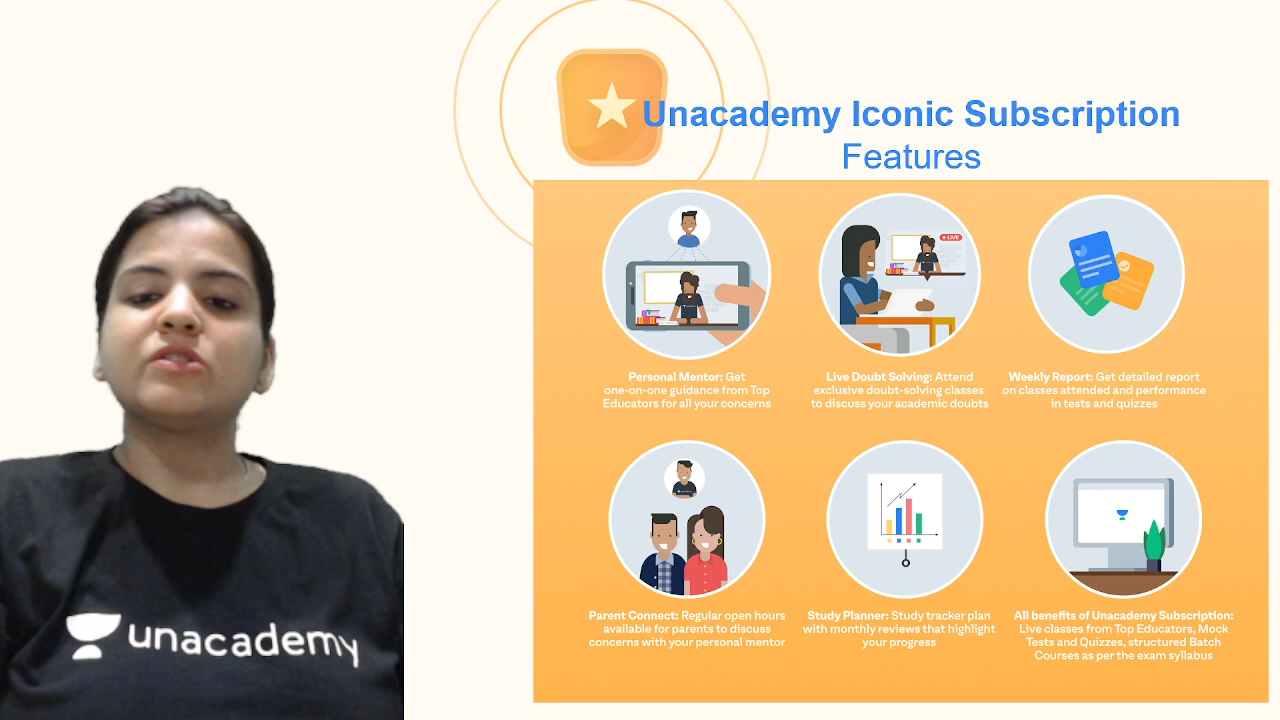 Unacademy Iconic Subscription
Features
LIVE
Personal Mentor: Get
one-on-one guidance from Top
Educators for all your concerns
Live Doubt Solving: Attend
exclusive doubt-solving classes
to discuss your academic doubts
Weekly Report: Get detailed report
on classes attended and performance
in tests and quizzes
Parent Connect: Regular open hours
available for parents to discuss
concerns with your personal mentor
Study Planner: Study tracker plan
with monthly reviews that highlight
your progress
All benefits of Unacademy Subscription:
Live classes from Top Educators, Mock
Tests and Quizzes, structured Batch
Courses as per the exam syllabus
unacademy